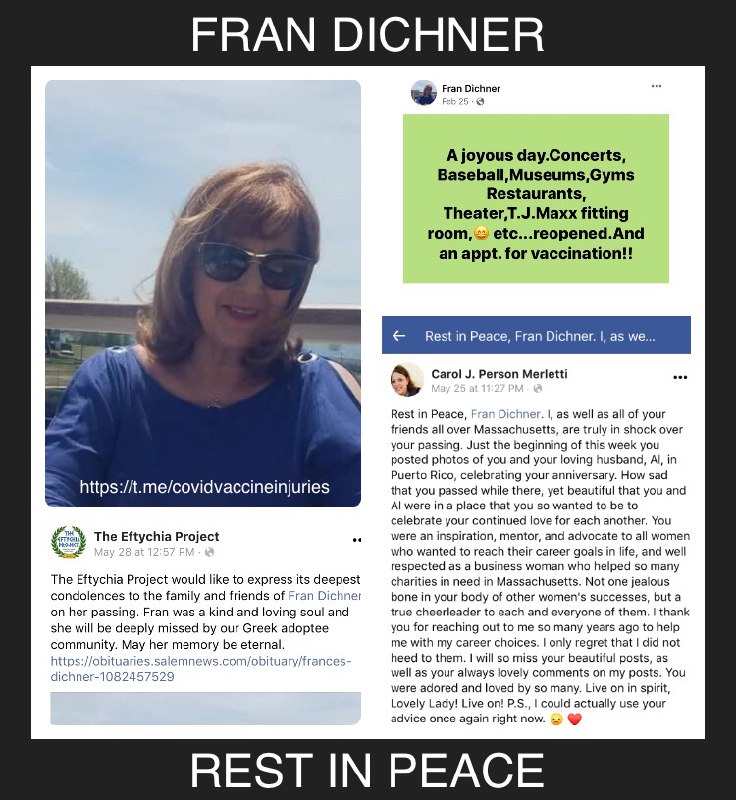 FRAN DICHNER
https://t.me/covidvaccineinjuries
THE EFTYCHIA PROJECT
The Eftychia Project
May 28 at 12:57 PM ·
The Eftychia Project would like to express its deepest
condolences to the family and friends of Fran Dichner
on her passing. Fran was a kind and loving soul and
she will be deeply missed by our Greek adoptee
community. May her memory be eternal.
https://obituaries.salemnews.com/obituary/frances-
dichner-1082457529
Fran Dichner
Feb 25 ·
A joyous day.Concerts,
Baseball,Museums,Gyms
Restaurants,
Theater,T.J.Maxx fitting
room,😄 etc...reopened.And
an appt. for vaccination!!
← Rest in Peace, Fran Dichner. I, as we...
Carol J. Person Merletti
May 25 at 11:27 PM ·
Rest in Peace, Fran Dichner. I, as well as all of your
friends all over Massachusetts, are truly in shock over
your passing. Just the beginning of this week you
posted photos of you and your loving husband, Al, in
Puerto Rico, celebrating your anniversary. How sad
that you passed while there, yet beautiful that you and
Al were in a place that you so wanted to be to
celebrate your continued love for each another. You
were an inspiration, mentor, and advocate to all women
who wanted to reach their career goals in life, and well
respected as a business woman who helped so many
charities in need in Massachusetts. Not one jealous
bone in your body of other women's successes, but a
true cheerleader to each and everyone of them. I thank
you for reaching out to me so many years ago to help
me with my career choices. I only regret that I did not
heed to them. I will so miss your beautiful posts, as
well as your always lovely comments on my posts. You
were adored and loved by so many. Live on in spirit,
Lovely Lady! Live on! P.S., I could actually use your
advice once again right now. 😞 ❤️
REST IN PEACE